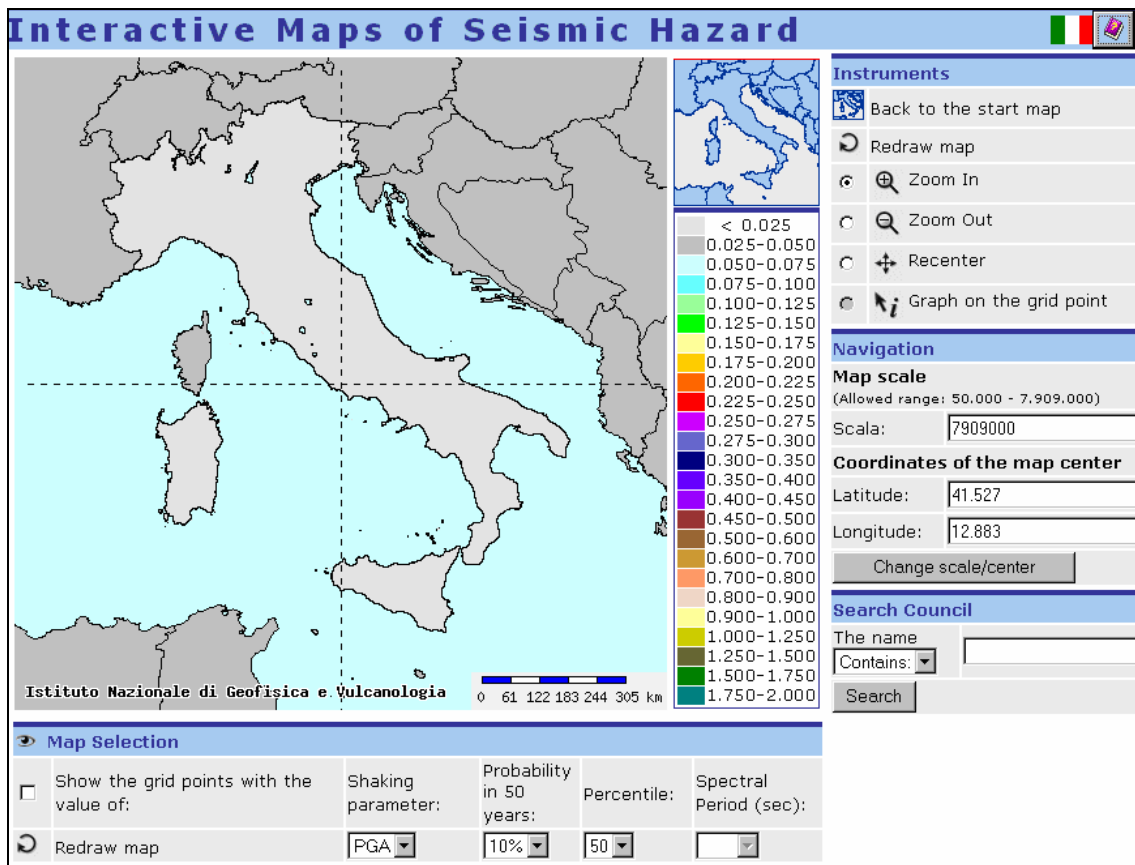 Interactive Maps of Seismic Hazard
Istituto Nazionale di Geofisica e Vulcanologia
0 61 122 183 244 305 km
< 0.025
0.025-0.050
0.050-0.075
0.075-0.100
0.100-0.125
0.125-0.150
0.150-0.175
0.175-0.200
0.200-0.225
0.225-0.250
0.250-0.275
0.275-0.300
0.300-0.350
0.350-0.400
0.400-0.450
0.450-0.500
0.500-0.600
0.600-0.700
0.700-0.800
0.800-0.900
0.900-1.000
1.000-1.250
1.250-1.500
1.500-1.750
1.750-2.000
Instruments
Back to the start map
Redraw map
Zoom In
Zoom Out
Recenter
Graph on the grid point
Navigation
Map scale
(Allowed range: 50.000 - 7.909.000)
Scala: 7909000
Coordinates of the map center
Latitude: 41.527
Longitude: 12.883
Change scale/center
Search Council
The name
Contains:
Search
Map Selection
Show the grid points with the
value of:
Shaking
parameter:
Probability
in 50
years:
Percentile:
Spectral
Period (sec):
Redraw map
PGA
10%
50